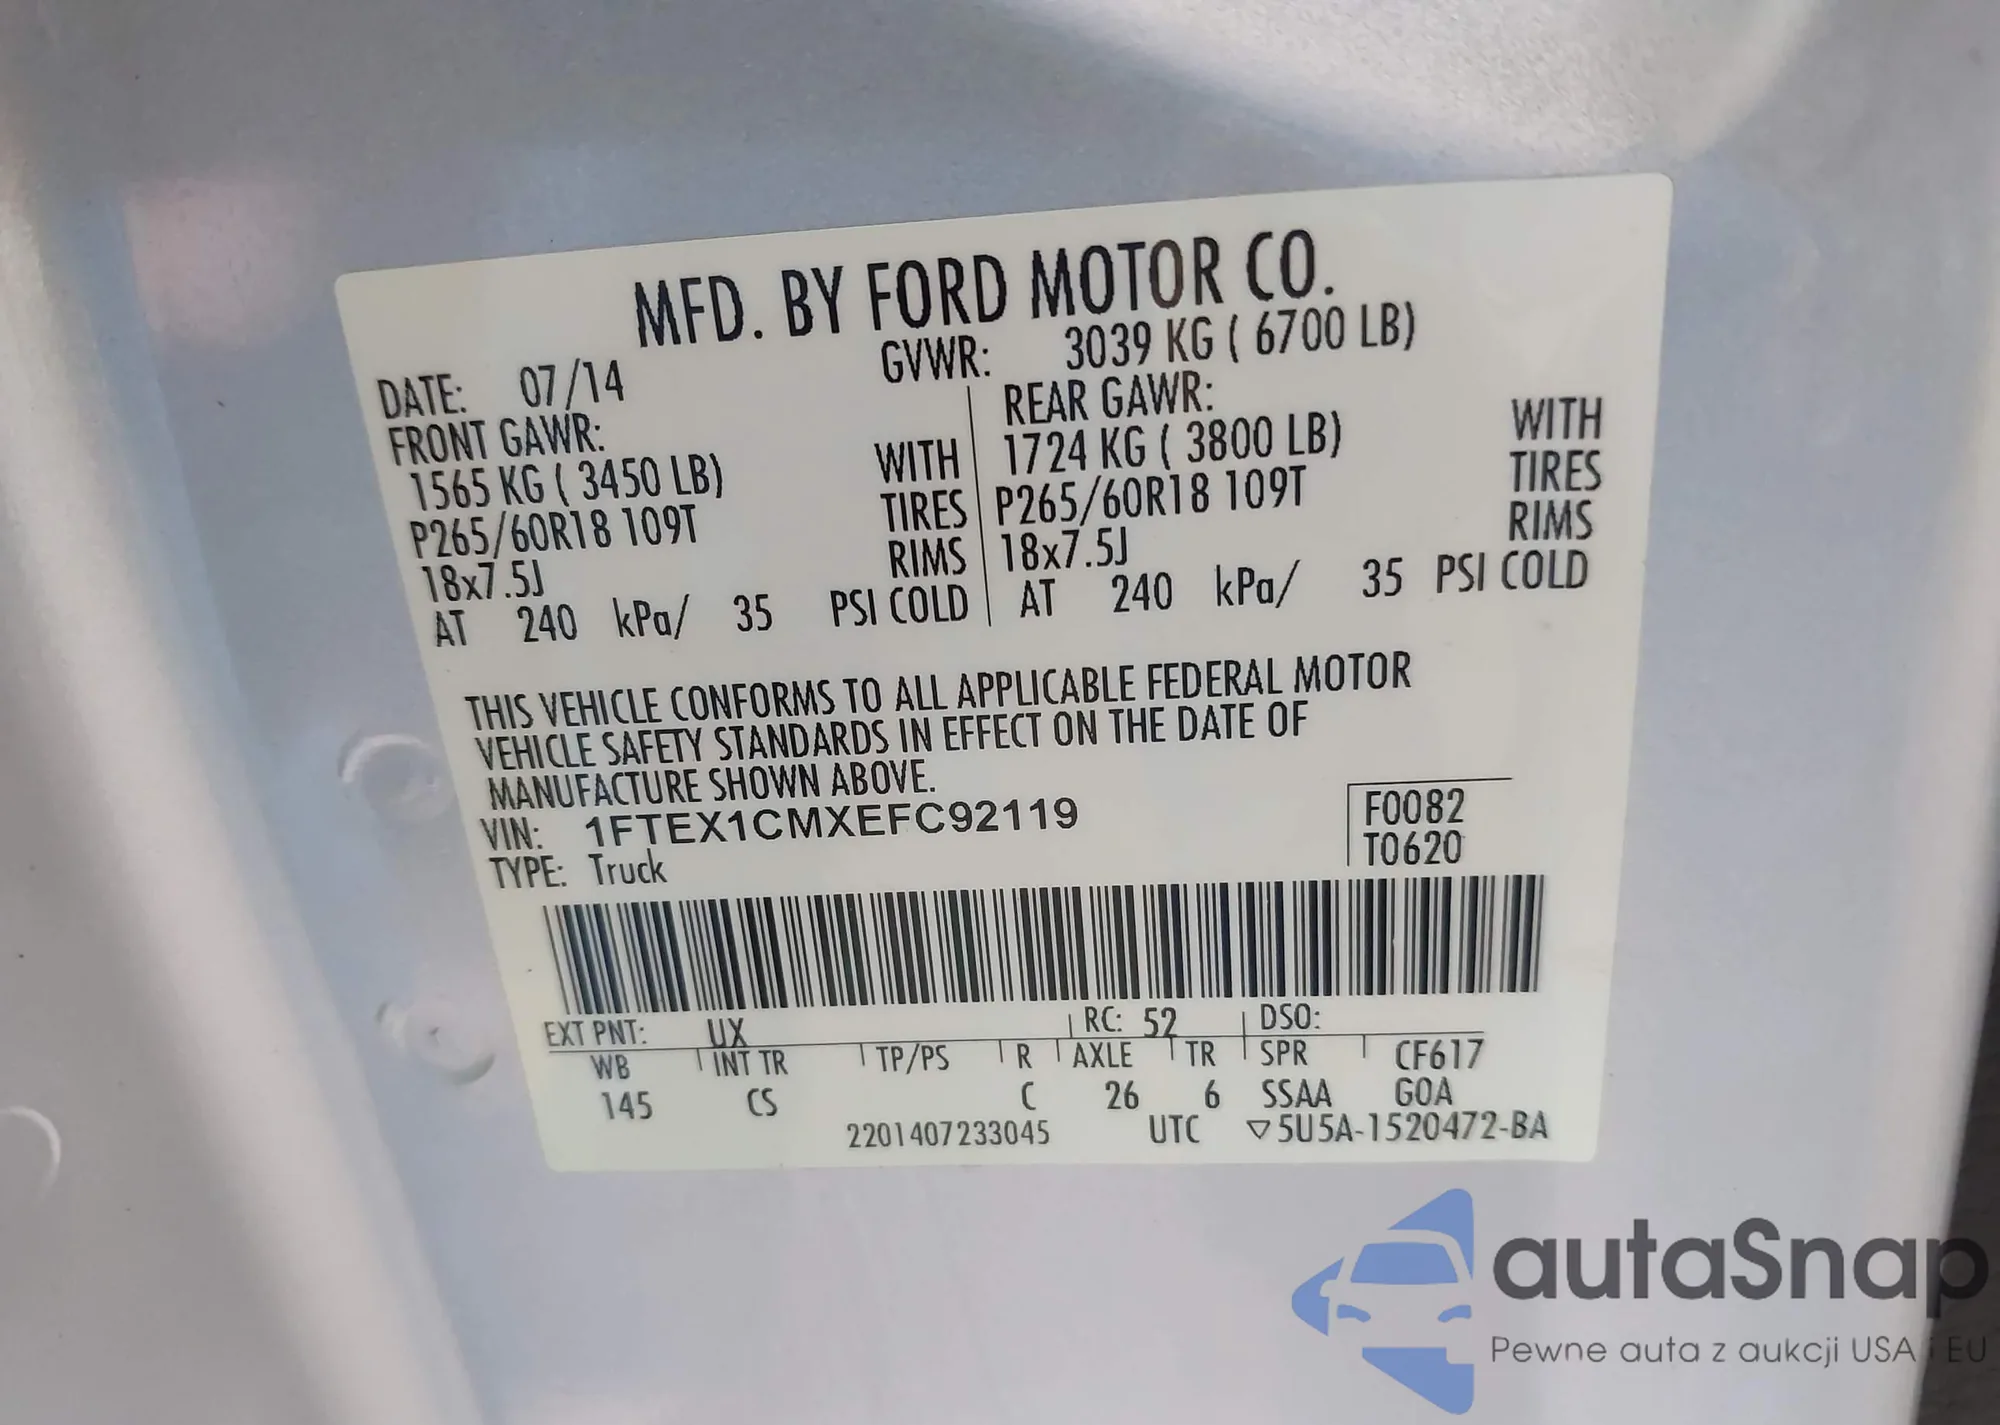 MFD. BY FORD MOTOR CO.
DATE: 07/14 GVWR: 3039 KG ( 6700 LB)
FRONT GAWR: REAR GAWR:
1565 KG ( 3450 LB) WITH 1724 KG ( 3800 LB) WITH
P265/60R18 109T TIRES P265/60R18 109T TIRES
18x7.5J RIMS 18x7.5J RIMS
AT 240 kPa/ 35 PSI COLD AT 240 kPa/ 35 PSI COLD
THIS VEHICLE CONFORMS TO ALL APPLICABLE FEDERAL MOTOR
VEHICLE SAFETY STANDARDS IN EFFECT ON THE DATE OF
MANUFACTURE SHOWN ABOVE.
VIN: 1FTEX1CMXEFC92119 F0082
TYPE: Truck T0620
EXT PNT: UX RC: 52 DSO:
WB INT TR TP/PS R AXLE TR SPR CF617
145 CS C 26 6 SSAA GOA
2201407233045 UTC ▽5U5A-1520472-BA
autaSnap
Pewne auta z aukcji USA i EU